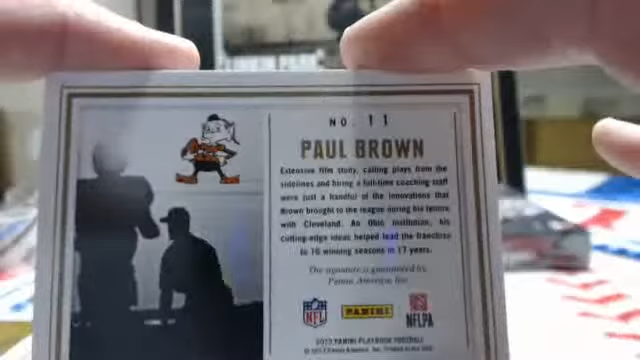 NO. 11
PAUL BROWN
Extensive film study, calling plays from the
sidelines and hiring a full-time coaching staff
were just a handful of the innovations that
Brown brought to the league during his tenure
with Cleveland. An Ohio institution, his
cutting-edge ideas helped lead the franchise
to 16 winning seasons in 17 years.
The signature is guaranteed by
Panini America, Inc.
NFL
PANINI
NFLPA
PANINI PLAYBOOK FOOTBALL